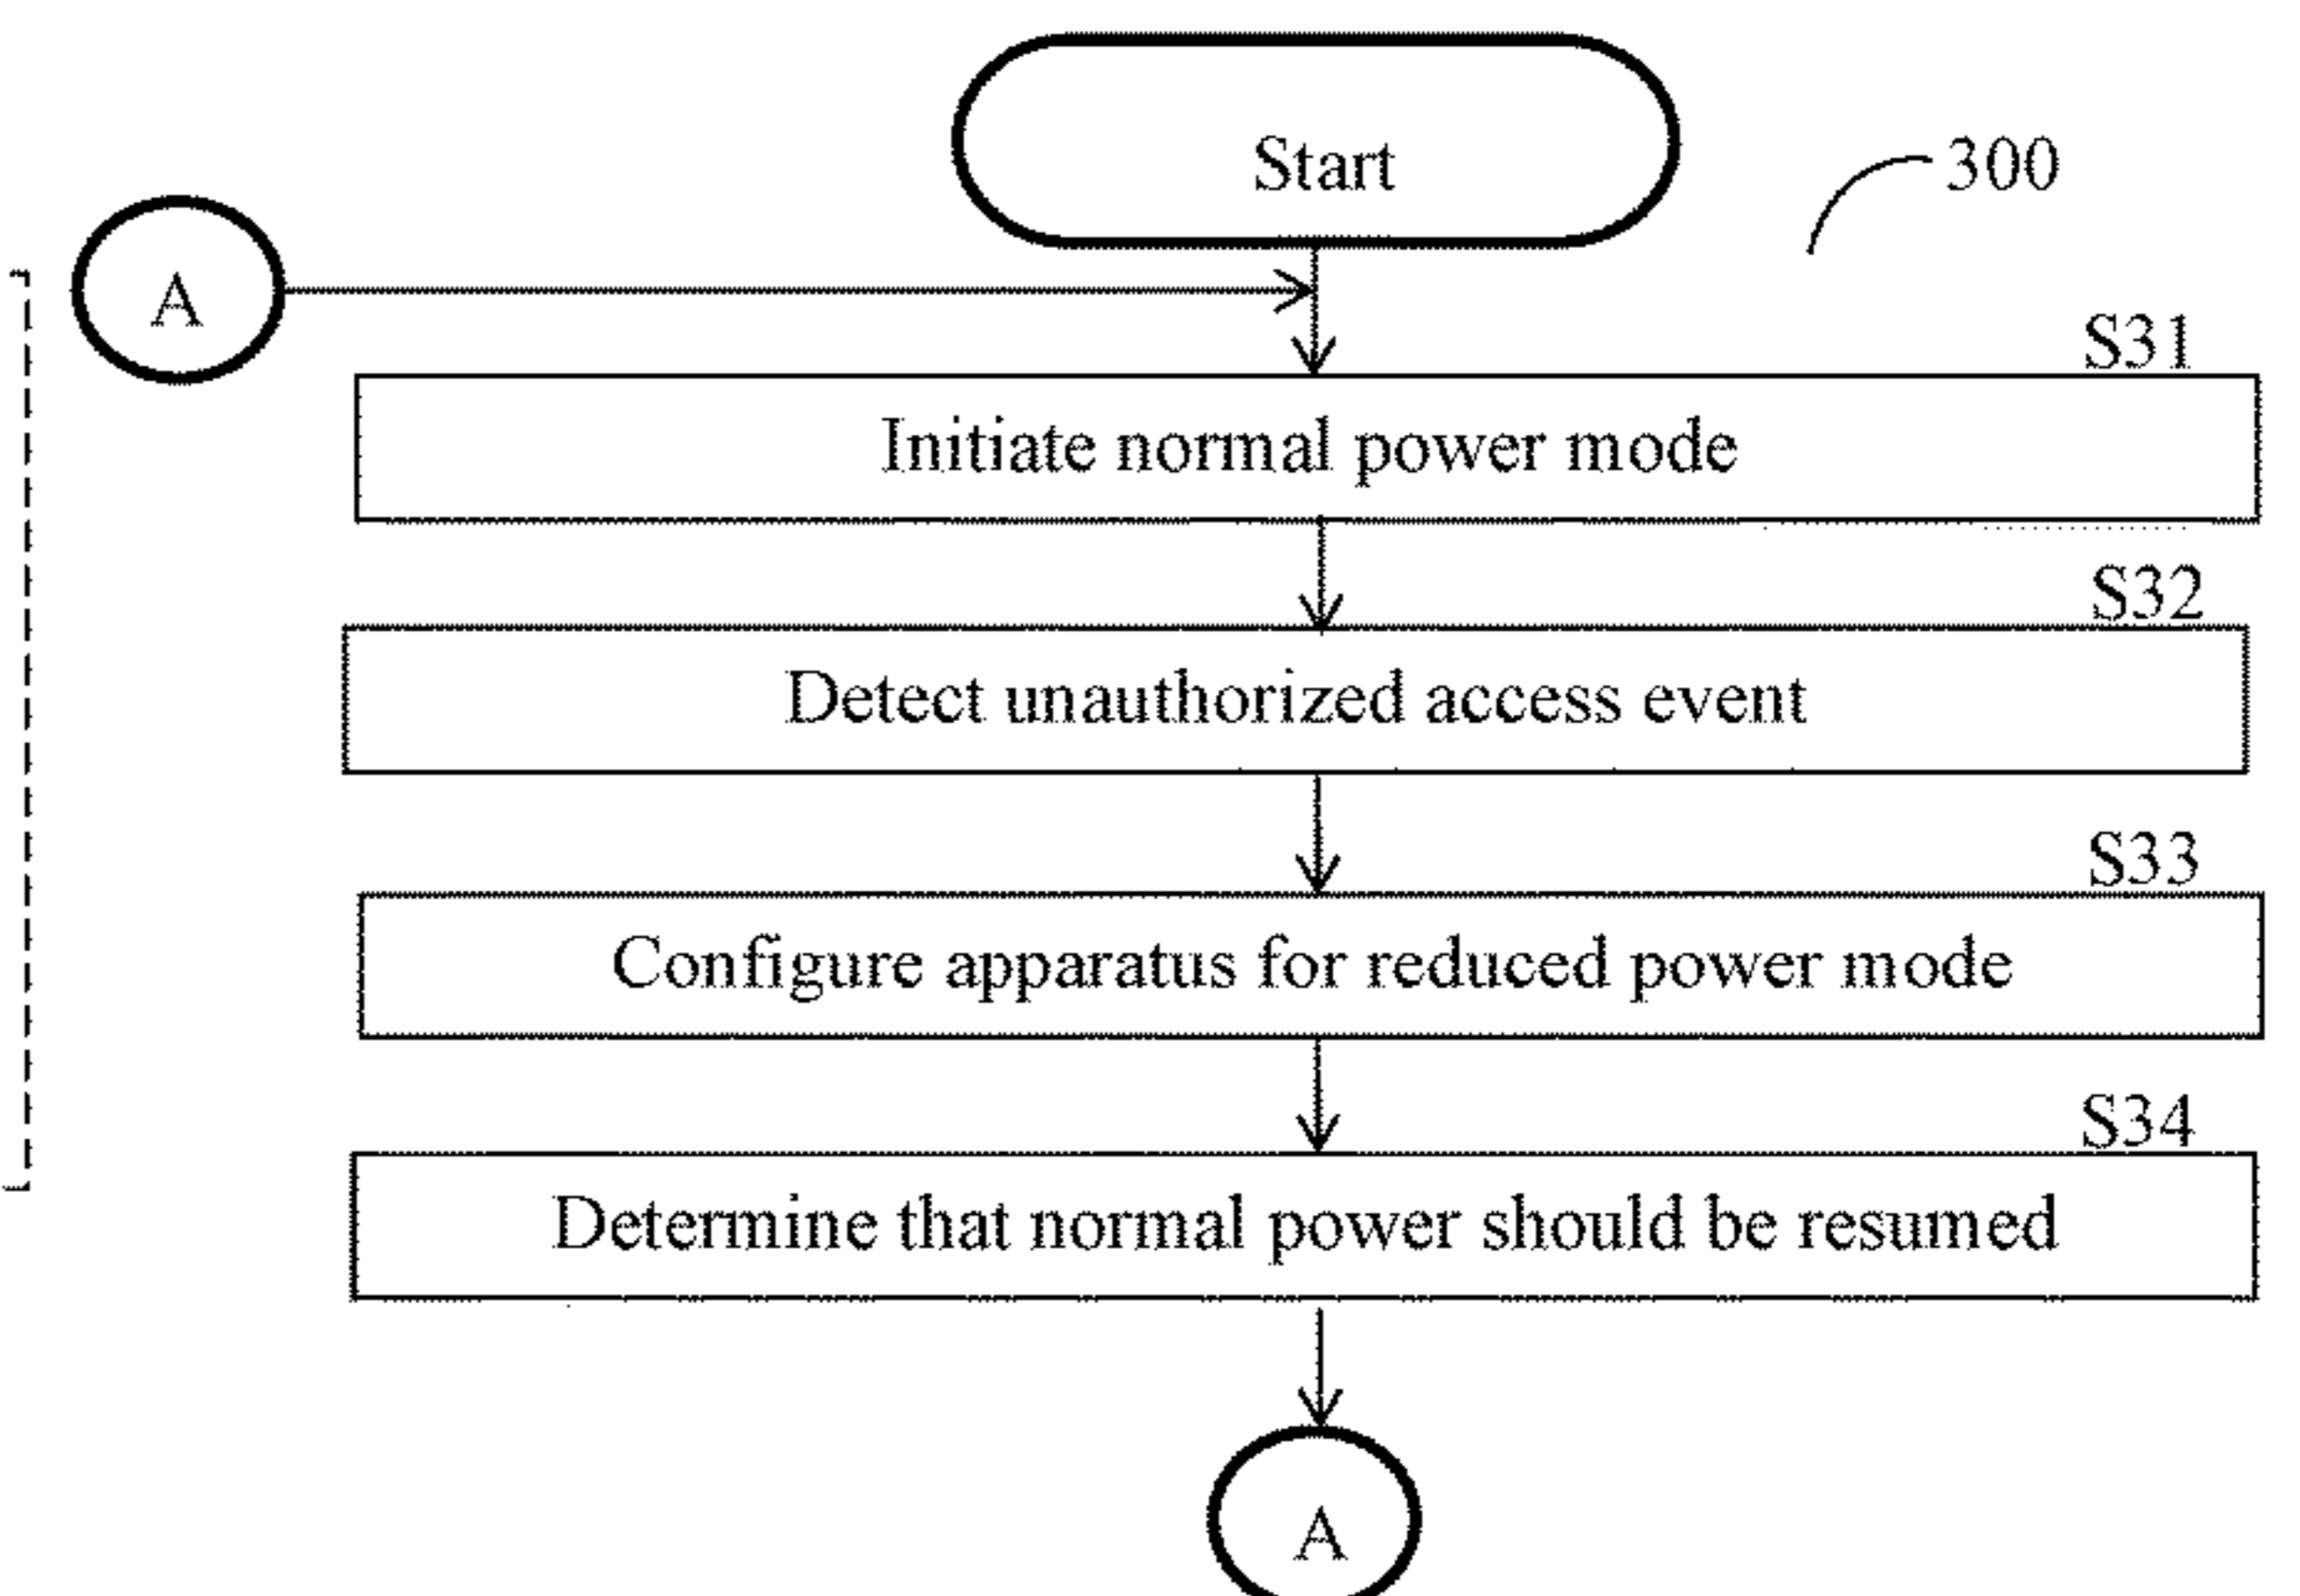 Start
300
A
S31
Initiate normal power mode
S32
Detect unauthorized access event
S33
Configure apparatus for reduced power mode
S34
Determine that normal power should be resumed
A